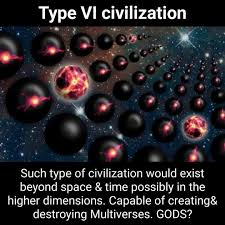 Type VI civilization
Such type of civilization would exist
beyond space & time possibly in the
higher dimensions. Capable of creating&
destroying Multiverses. GODS?